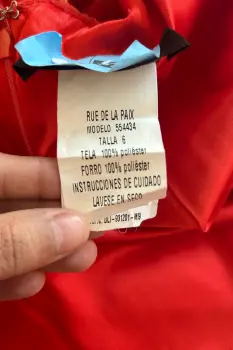 RUE DE LA PAIX
MODELO 554434
TALLA 6
TELA 100% poliéster
FORRO 100% poliéster
INSTRUCCIONES DE CUIDADO
LAVESE EN SECO